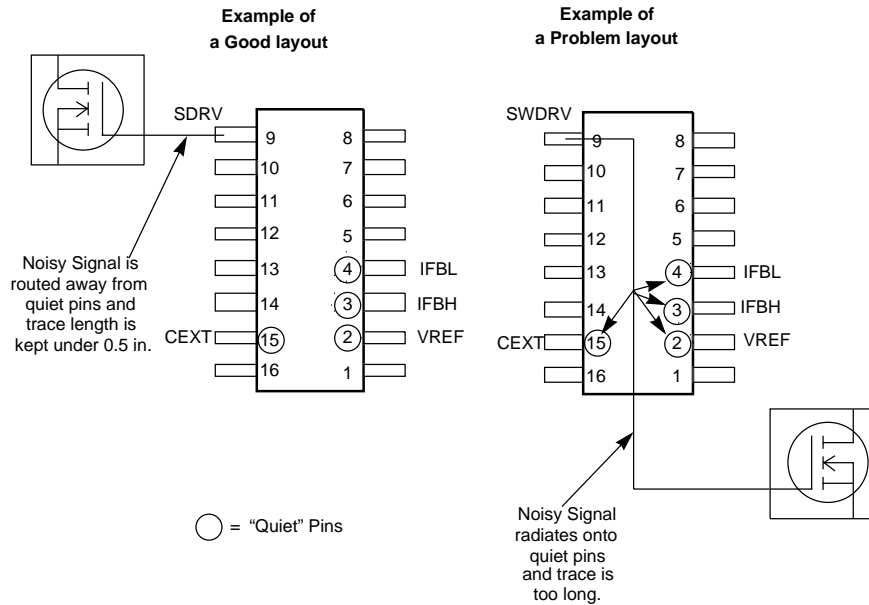 Example of
a Good layout
Example of
a Problem layout
SDRV
9 8
10 7
11 6
12 5
13 4 IFBL
14 3 IFBH
CEXT 15 2 VREF
16 1
Noisy Signal is
routed away from
quiet pins and
trace length is
kept under 0.5 in.
SWDRV
9 8
10 7
11 6
12 5
13 4 IFBL
14 3 IFBH
CEXT 15 2 VREF
16 1
= “Quiet” Pins
Noisy Signal
radiates onto
quiet pins
and trace is
too long.